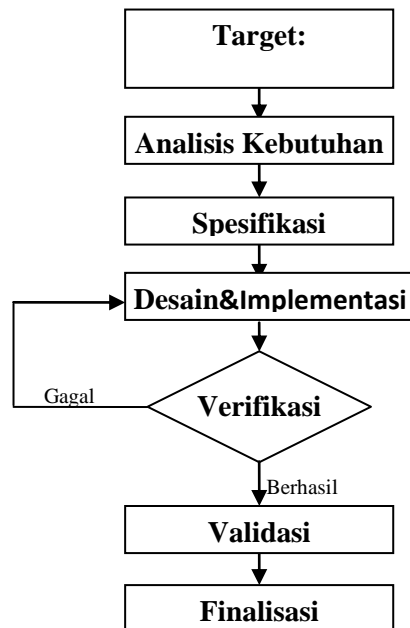 Target:
Analisis Kebutuhan
Spesifikasi
Desain&Implementasi
Gagal
Verifikasi
Berhasil
Validasi
Finalisasi